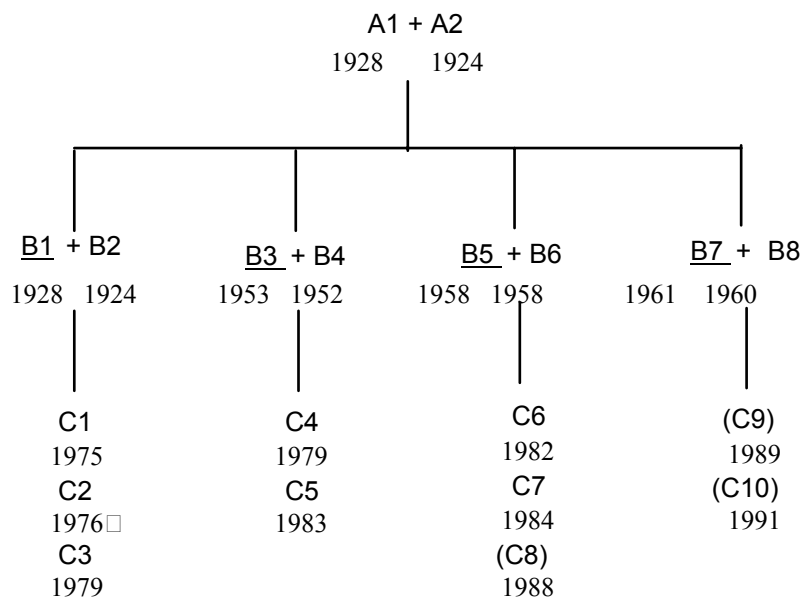 A1 + A2
1928 1924
B1 + B2 B3 + B4 B5 + B6 B7 + B8
1928 1924 1953 1952 1958 1958 1961 1960
C1 C4 C6 (C9)
1975 1979 1982 1989
C2 C5 C7 (C10)
1976□ 1983 1984 1991
C3 (C8)
1979 1988